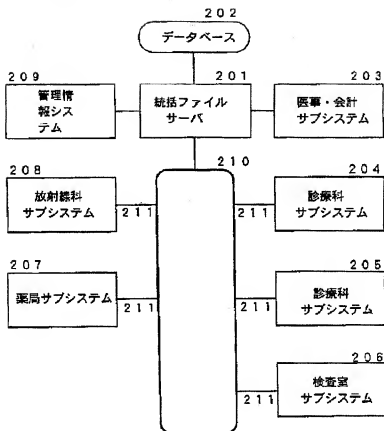 202
データベース
209
201
203
管理情
報シス
テム
統括ファイル
サーバ
医事・会計
サブシステム
210
208
204
放射線科
サブシステム
211
211
診療科
サブシステム
207
205
薬局サブシステム
211
211
診療科
サブシステム
206
211
検査室
サブシステム